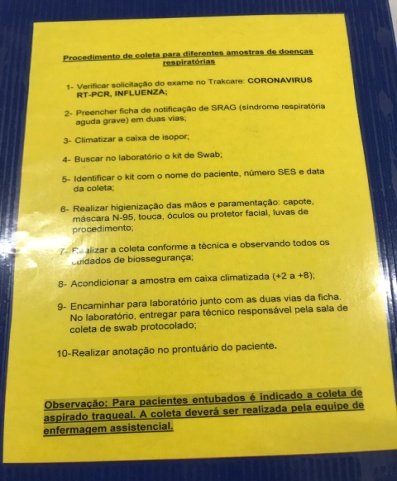 Procedimento de coleta para diferentes amostras de doenças
respiratórias
1- Verificar solicitação do exame no Trakcare: CORONAVIRUS
RT-PCR, INFLUENZA;
2- Preencher ficha de notificação de SRAG (síndrome respiratória
aguda grave) em duas vias;
3- Climatizar a caixa de isopor;
4- Buscar no laboratório o kit de Swab;
5- Identificar o kit com o nome do paciente, número SES e data
da coleta;
6- Realizar higienização das mãos e paramentação: capote,
máscara N-95, touca, óculos ou protetor facial, luvas de
procedimento;
7- Realizar a coleta conforme a técnica e observando todos os
cuidados de biossegurança;
8- Acondicionar a amostra em caixa climatizada (+2 a +8);
9- Encaminhar para laboratório junto com as duas vias da ficha.
No laboratório, entregar para técnico responsável pela sala de
coleta de swab protocolado;
10-Realizar anotação no prontuário do paciente.
Observação: Para pacientes entubados é indicado a coleta de
aspirado traqueal. A coleta deverá ser realizada pela equipe de
enfermagem assistencial.